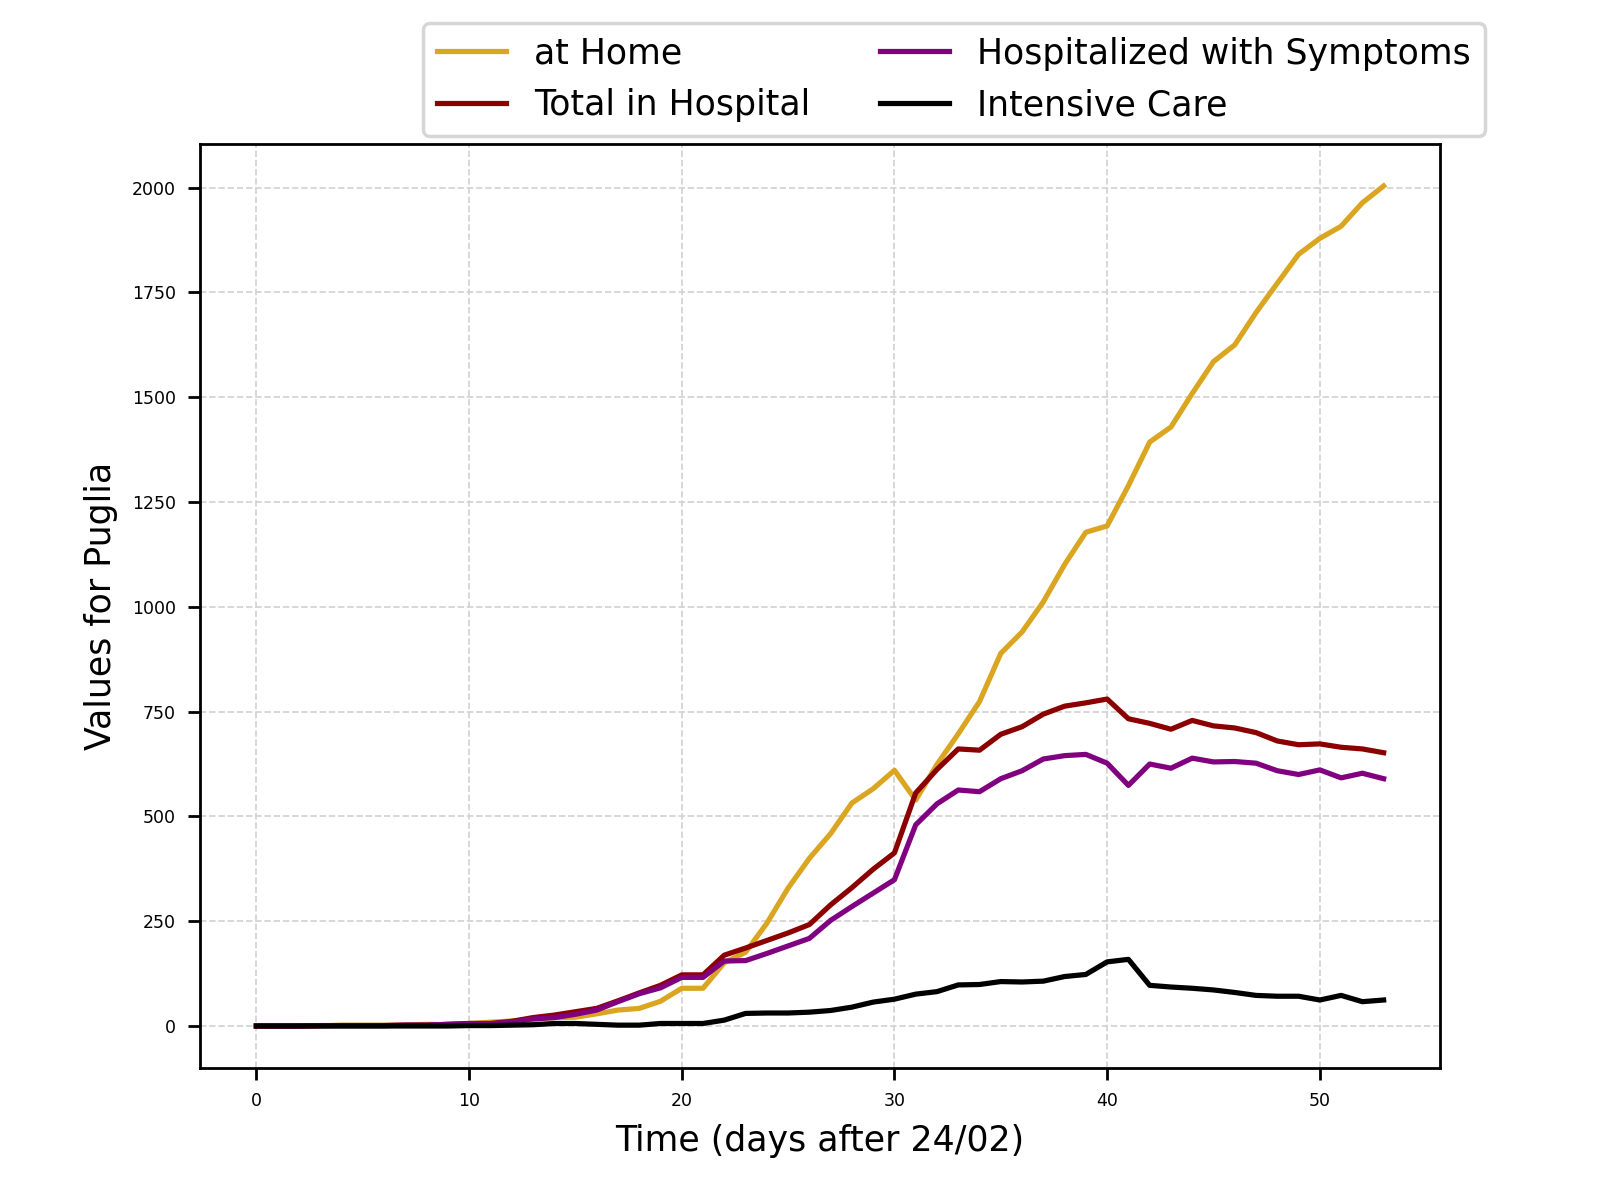 at Home
Total in Hospital
Hospitalized with Symptoms
Intensive Care
Values for Puglia
2000
1750
1500
1250
1000
750
500
250
0
0 10 20 30 40 50
Time (days after 24/02)